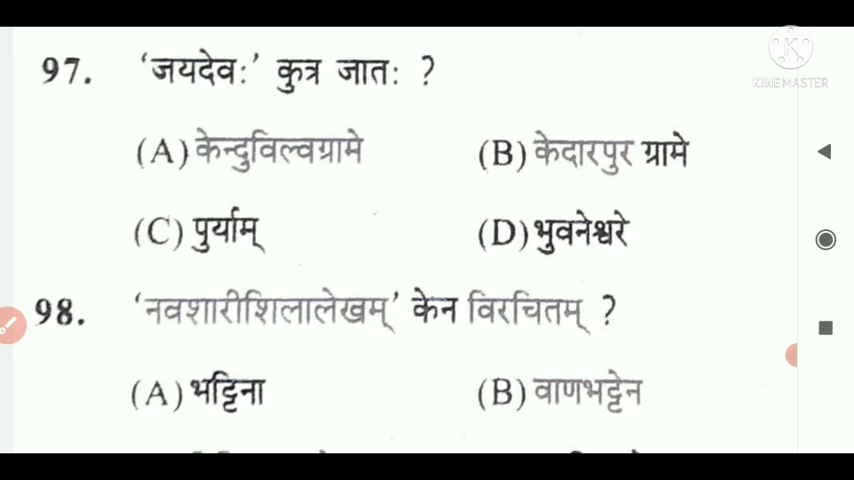 97. 'जयदेवः' कुत्र जातः ?
KINEMASTER
(A) केन्दुविल्वग्रामे (B) केदारपुर ग्रामे
(C) पुर्याम् (D) भुवनेश्वरे
98. 'नवशारीशिलालेखम्' केन विरचितम् ?
(A) भट्टिना (B) वाणभट्टेन